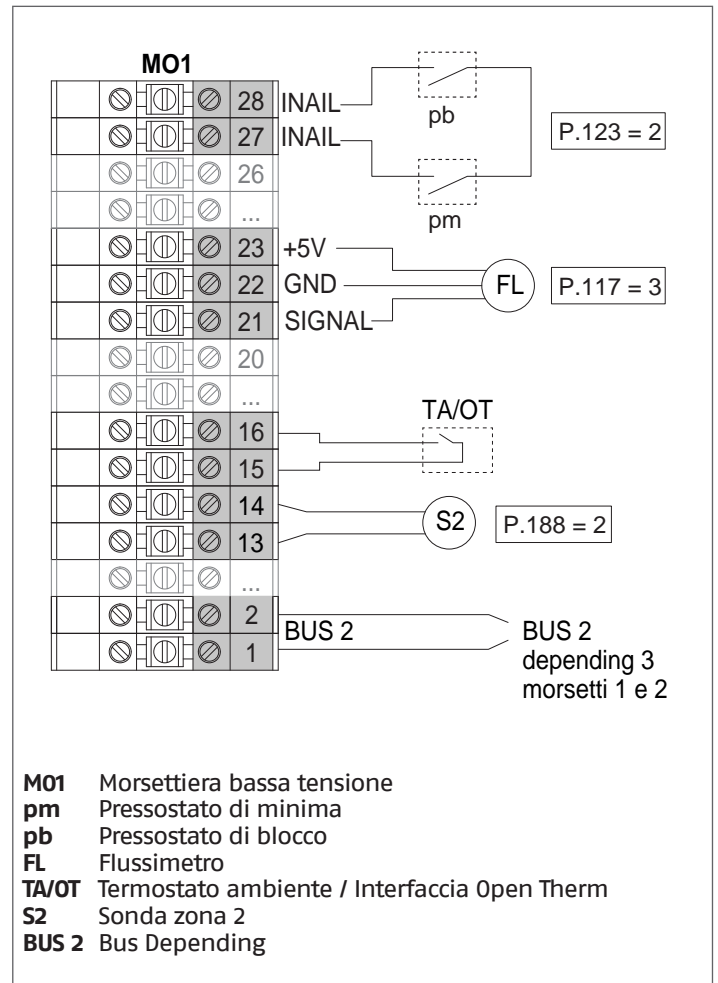 MO1
28 INAIL
pb
27 INAIL
P.123 = 2
26
pm
...
23 +5V
22 GND FL P.117 = 3
21 SIGNAL
20
...
TA/OT
16
15
14
S2 P.188 = 2
13
...
2
BUS 2
BUS 2
1
depending 3
morsetti 1 e 2
M01 Morsettiera bassa tensione
pm Pressostato di minima
pb Pressostato di blocco
FL Flussimetro
TA/OT Termostato ambiente / Interfaccia Open Therm
S2 Sonda zona 2
BUS 2 Bus Depending